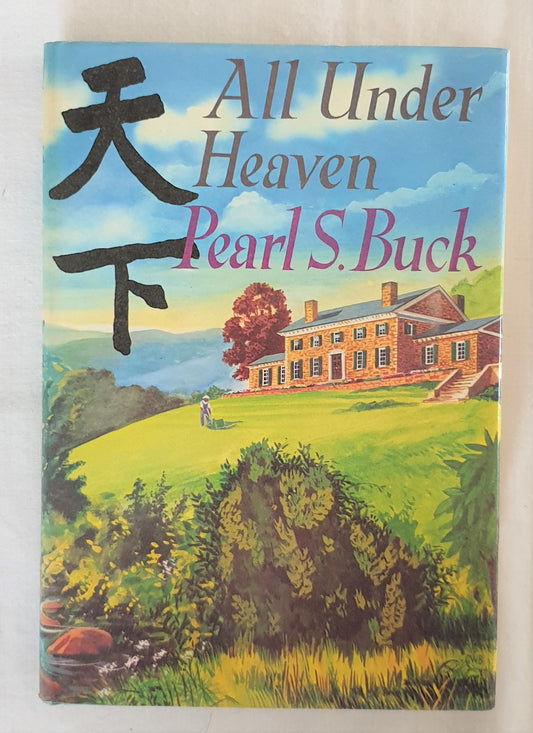 天下
All Under
Heaven
Pearl S. Buck